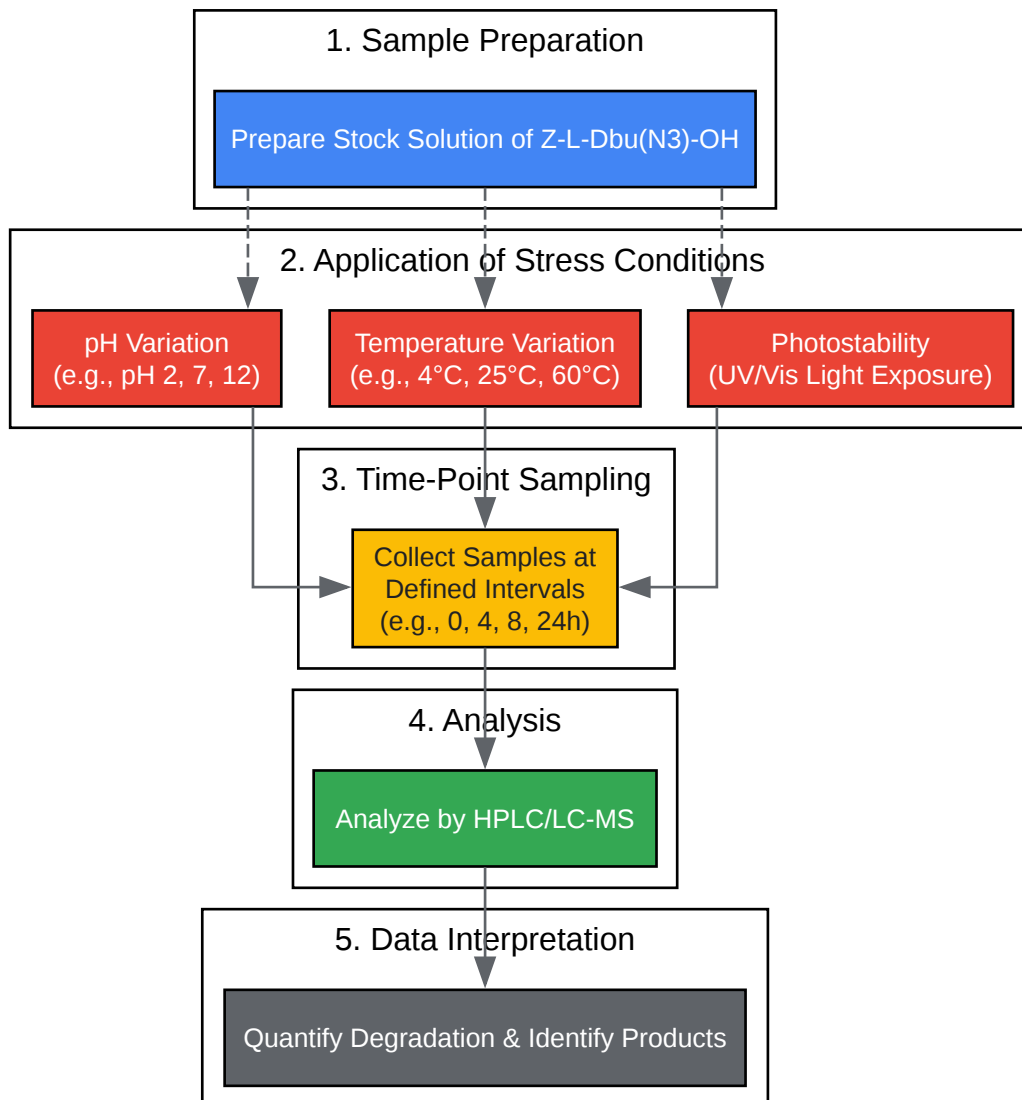 1. Sample Preparation
Prepare Stock Solution of Z-L-Dbu(N3)-OH
2. Application of Stress Conditions
pH Variation
(e.g., pH 2, 7, 12)
Temperature Variation
(e.g., 4°C, 25°C, 60°C)
Photostability
(UV/Vis Light Exposure)
3. Time-Point Sampling
Collect Samples at
Defined Intervals
(e.g., 0, 4, 8, 24h)
4. Analysis
Analyze by HPLC/LC-MS
5. Data Interpretation
Quantify Degradation & Identify Products